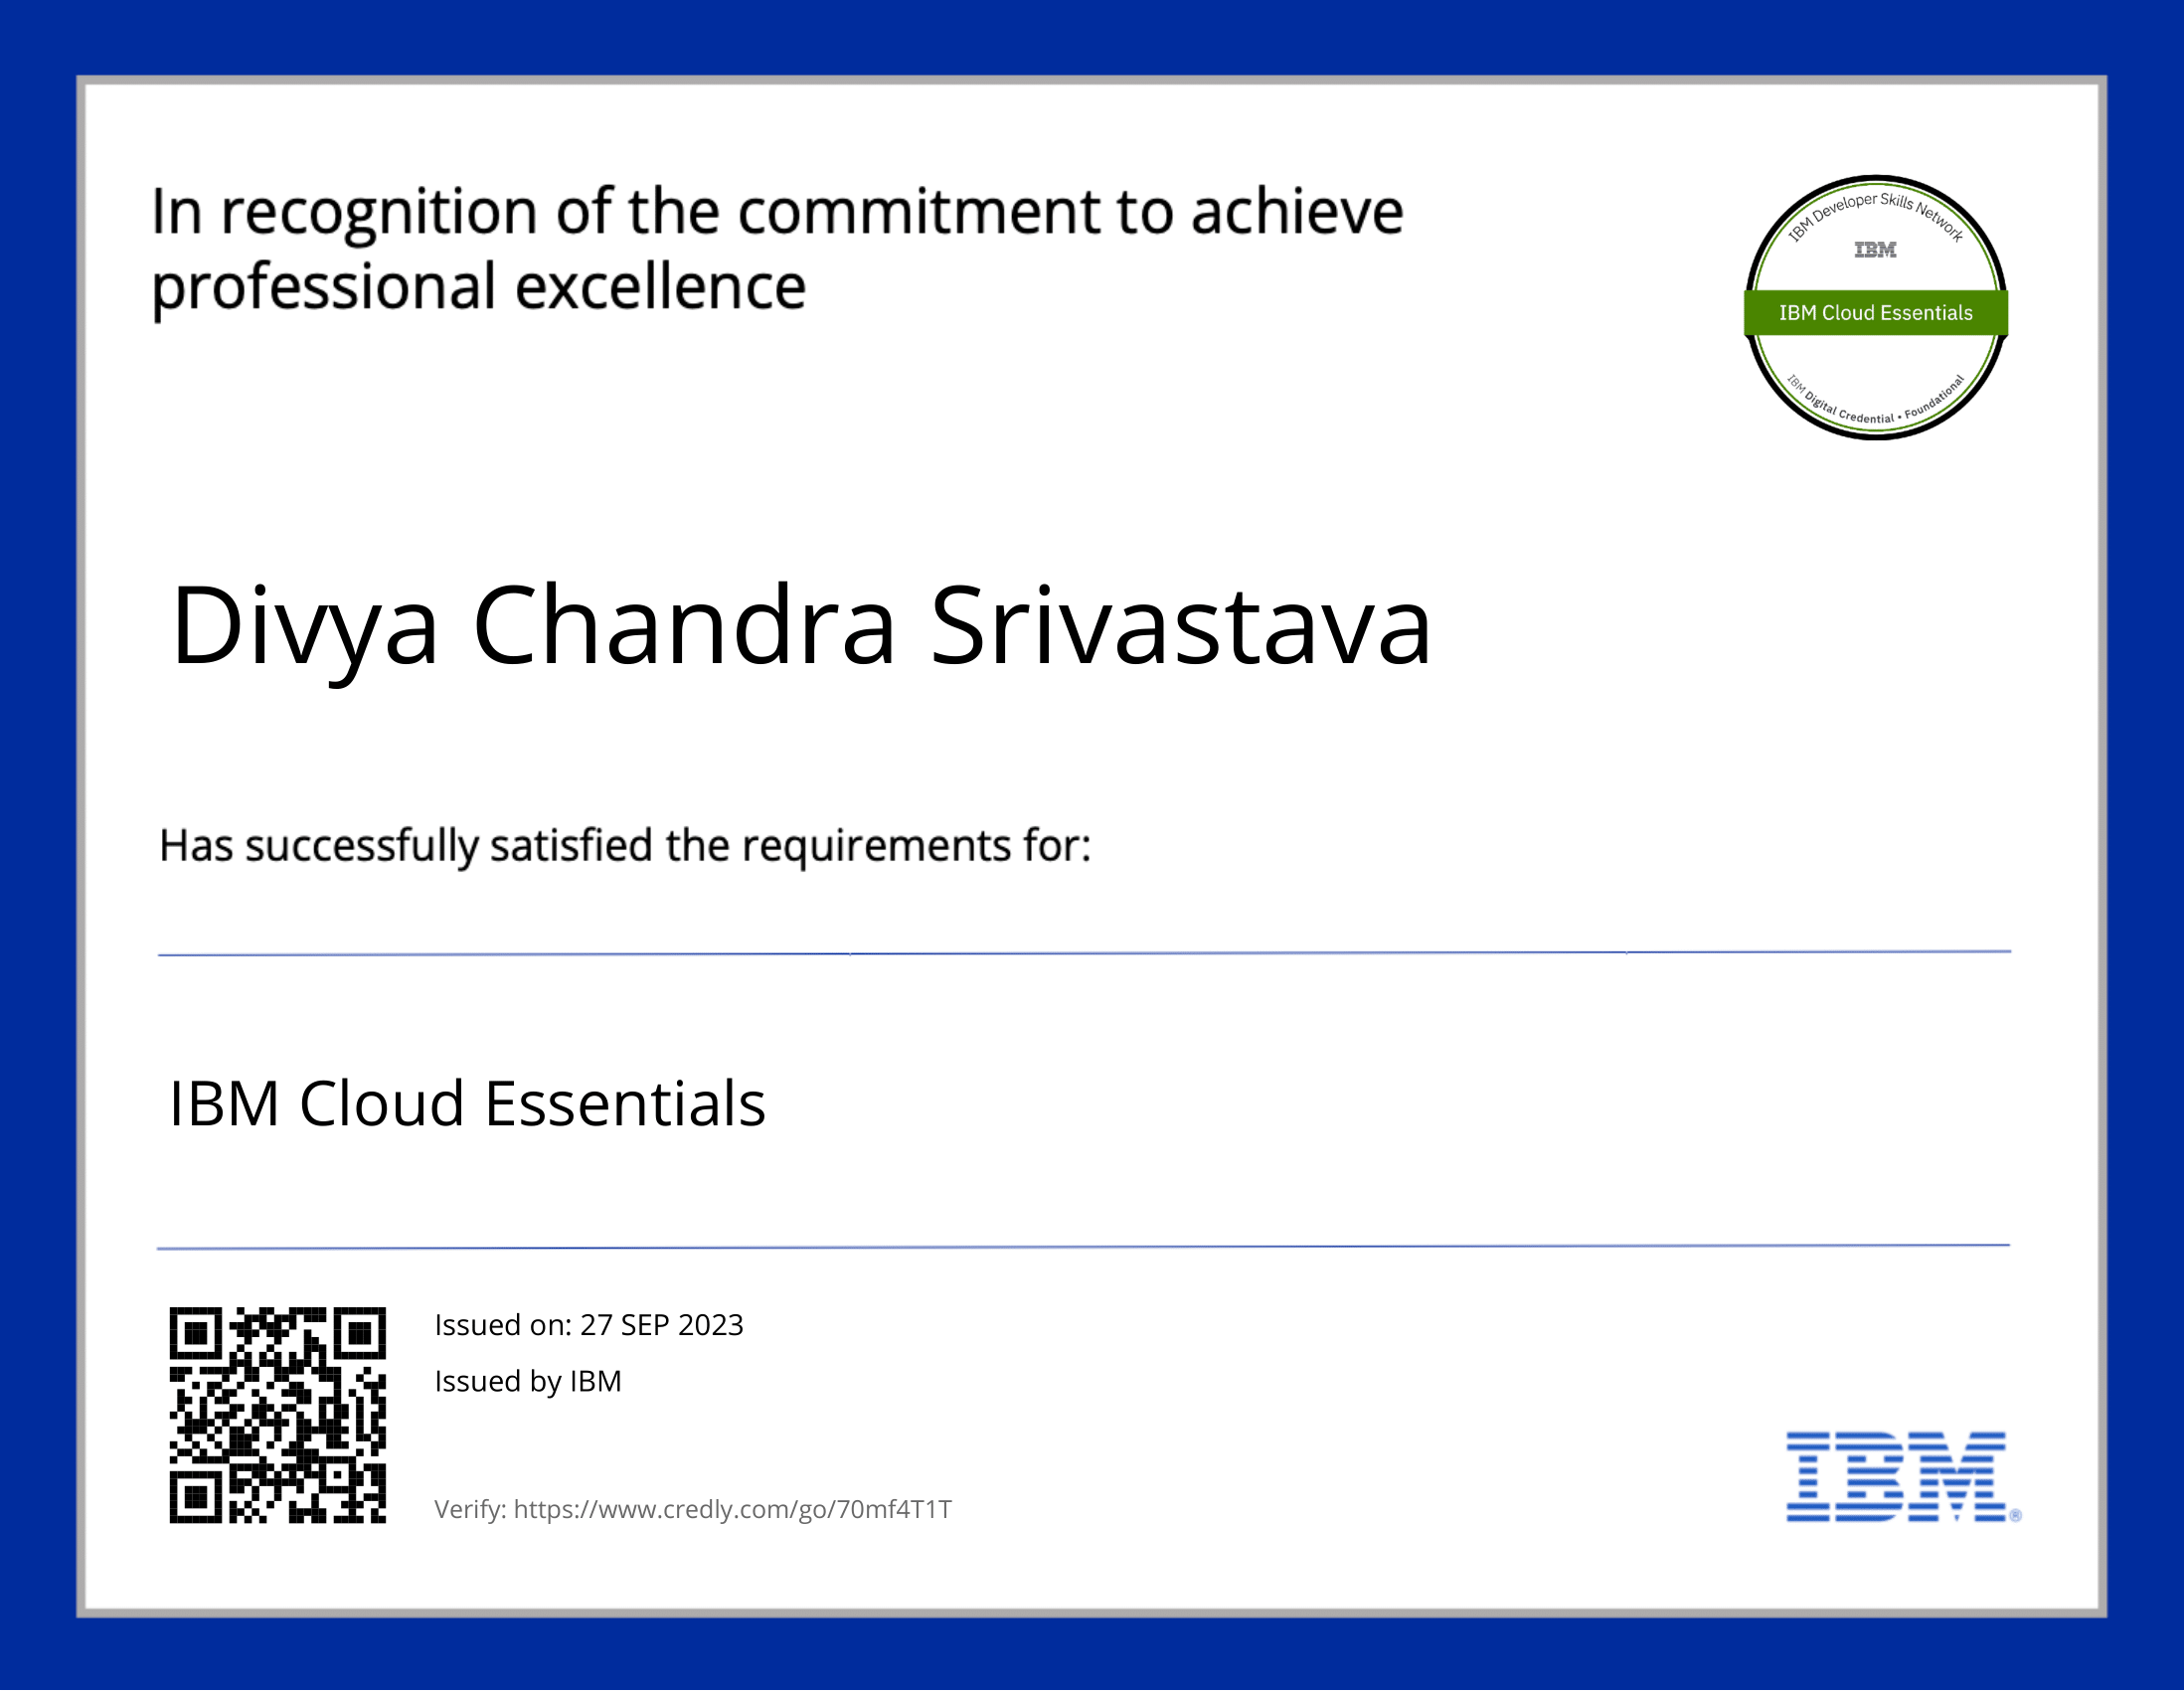 In recognition of the commitment to achieve
professional excellence
IBM Developer Skills Network
IBM
IBM Cloud Essentials
IBM Digital Credential • Foundational
Divya Chandra Srivastava
Has successfully satisfied the requirements for:
IBM Cloud Essentials
Issued on: 27 SEP 2023
Issued by IBM
Verify: https://www.credly.com/go/70mf4T1T
IBM®